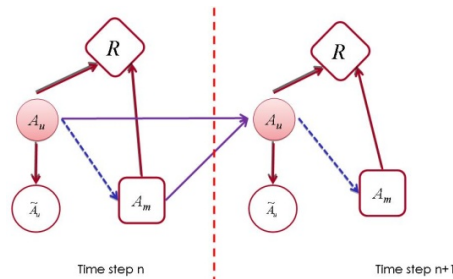 R
R
A_u
A_u
Ã_u
A_m
Ã_u
A_m
Time step n
Time step n+1